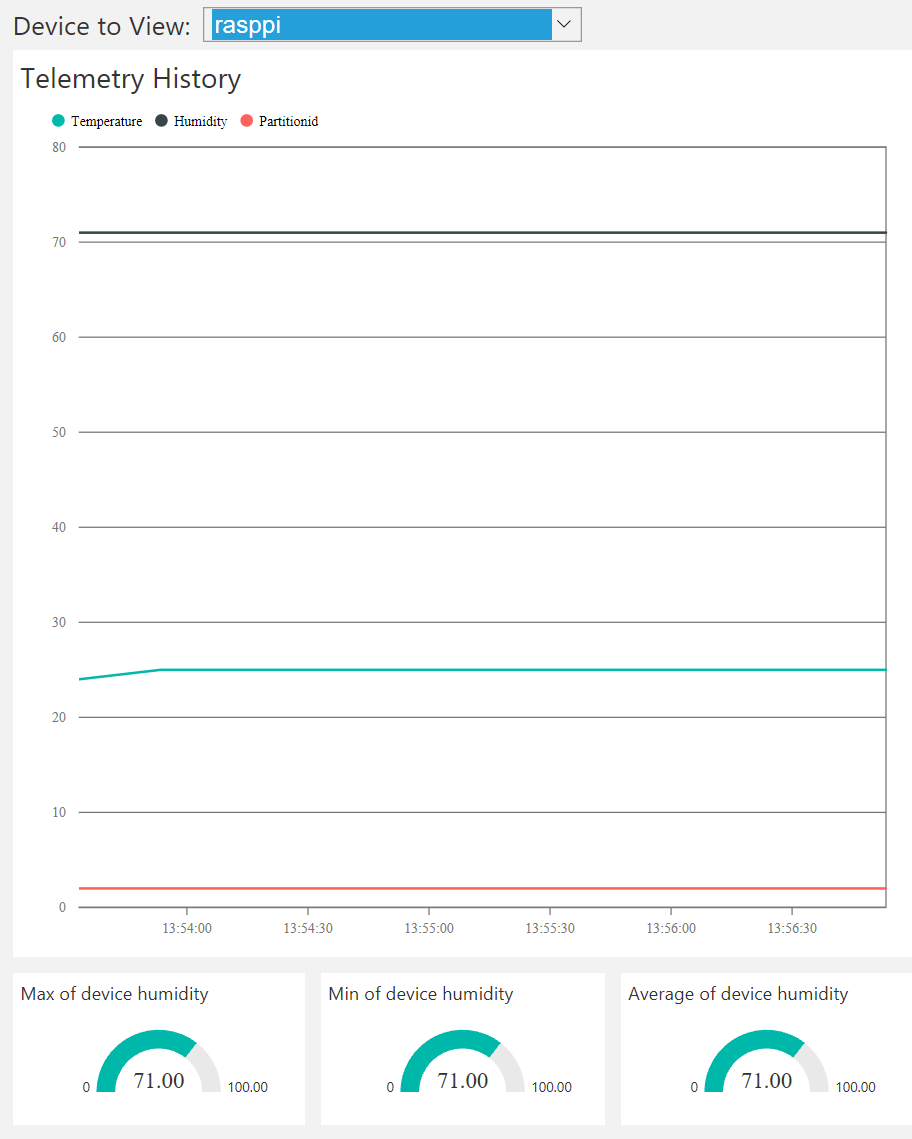 Device to View: rasppi
Telemetry History
Temperature Humidity Partitionid
80
70
60
50
40
30
20
10
0
13:54:00 13:54:30 13:55:00 13:55:30 13:56:00 13:56:30
Max of device humidity Min of device humidity Average of device humidity
0 71.00 100.00 0 71.00 100.00 0 71.00 100.00